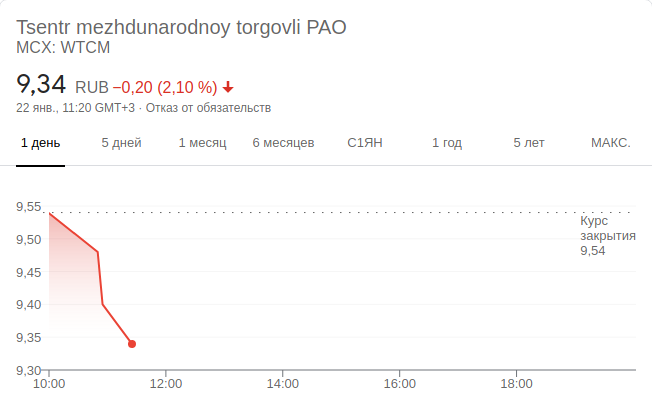 Tsentr mezhdunarodnoy torgovli PAO
MCX: WTCM
9,34 RUB −0,20 (2,10 %)
22 янв., 11:20 GMT+3 · Отказ от обязательств
1 день 5 дней 1 месяц 6 месяцев С1ЯН 1 год 5 лет МАКС.
9,55
Курс
закрытия
9,54
9,50
9,45
9,40
9,35
9,30
10:00 12:00 14:00 16:00 18:00